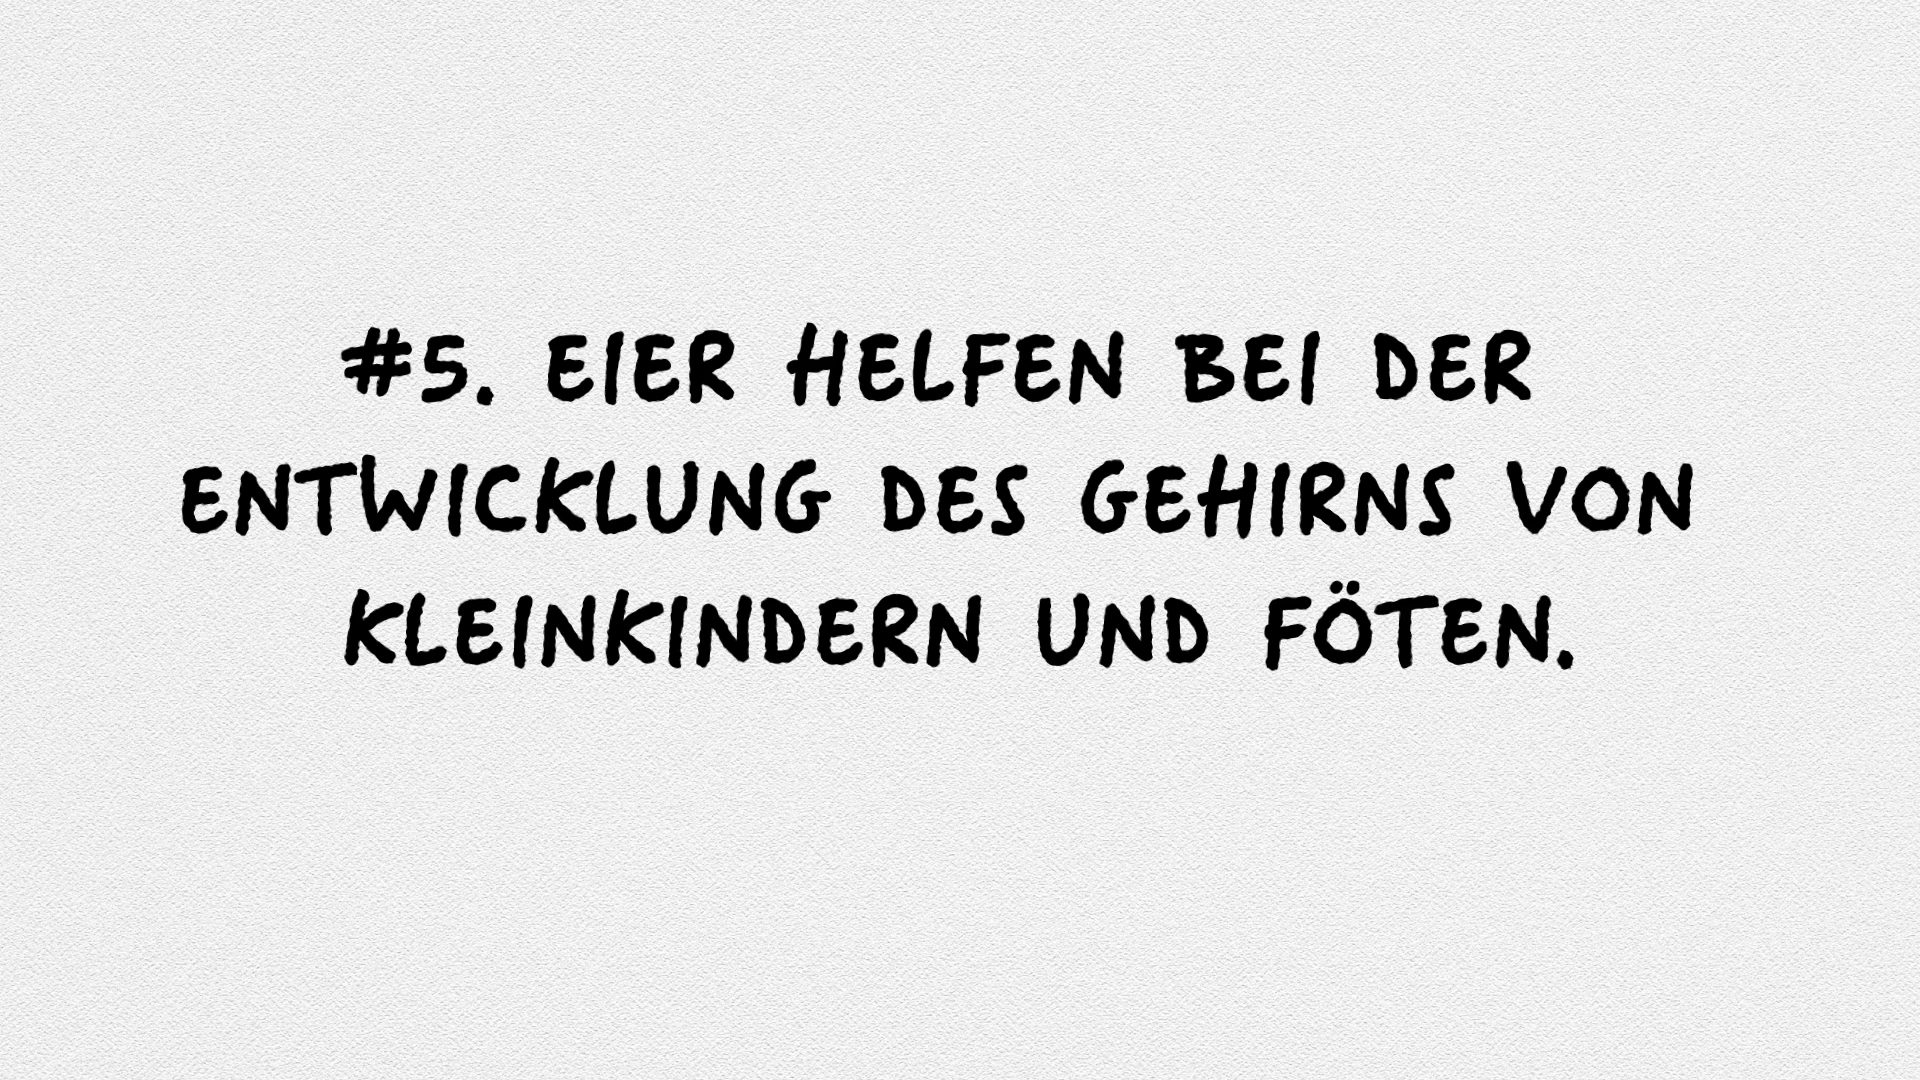 #5. EIER HELFEN BEI DER
ENTWICKLUNG DES GEHIRNS VON
KLEINKINDERN UND FÖTEN.